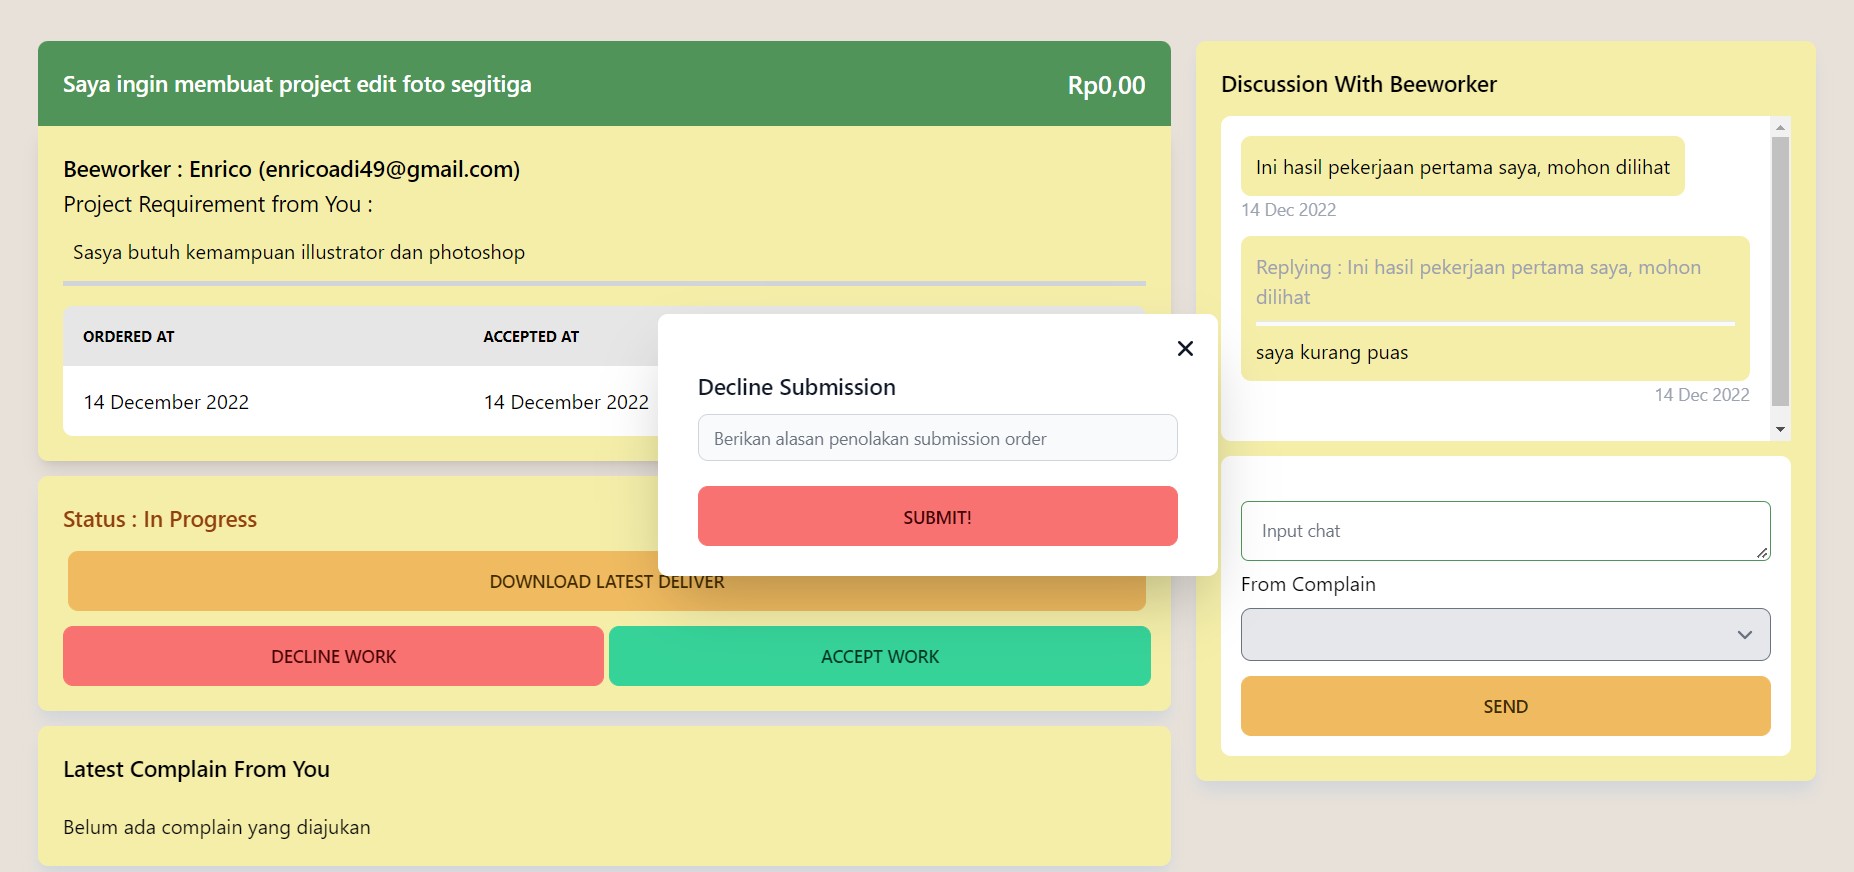 Saya ingin membuat project edit foto segitiga
Rp0,00
Beeworker : Enrico (enricoadi49@gmail.com)
Project Requirement from You :
Sasya butuh kemampuan illustrator dan photoshop
ORDERED AT
ACCEPTED AT
14 December 2022
14 December 2022
Status : In Progress
DOWNLOAD LATEST DELIVER
DECLINE WORK
ACCEPT WORK
Latest Complain From You
Belum ada complain yang diajukan
Decline Submission
Berikan alasan penolakan submission order
SUBMIT!
Discussion With Beeworker
Ini hasil pekerjaan pertama saya, mohon dilihat
14 Dec 2022
Replying : Ini hasil pekerjaan pertama saya, mohon
dilihat
saya kurang puas
14 Dec 2022
Input chat
From Complain
SEND